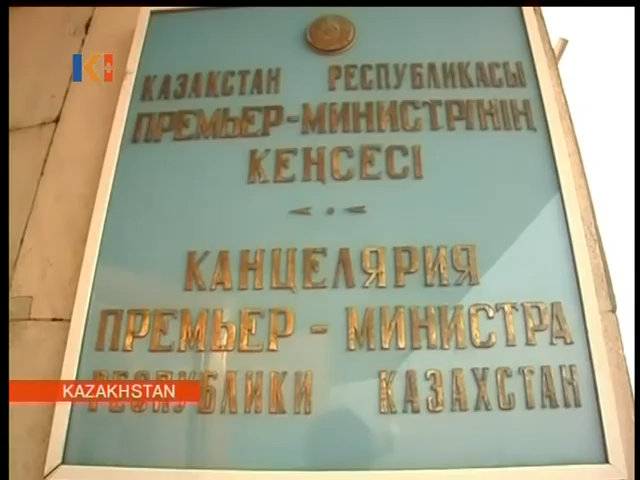 K+
ҚАЗАҚСТАН РЕСПУБЛИКАСЫ
ПРЕМЬЕР-МИНИСТРІНІҢ
КЕҢСЕСІ
КАНЦЕЛЯРИЯ
ПРЕМЬЕР - МИНИСТРА
РЕСПУБЛИКИ КАЗАХСТАН
KAZAKHSTAN